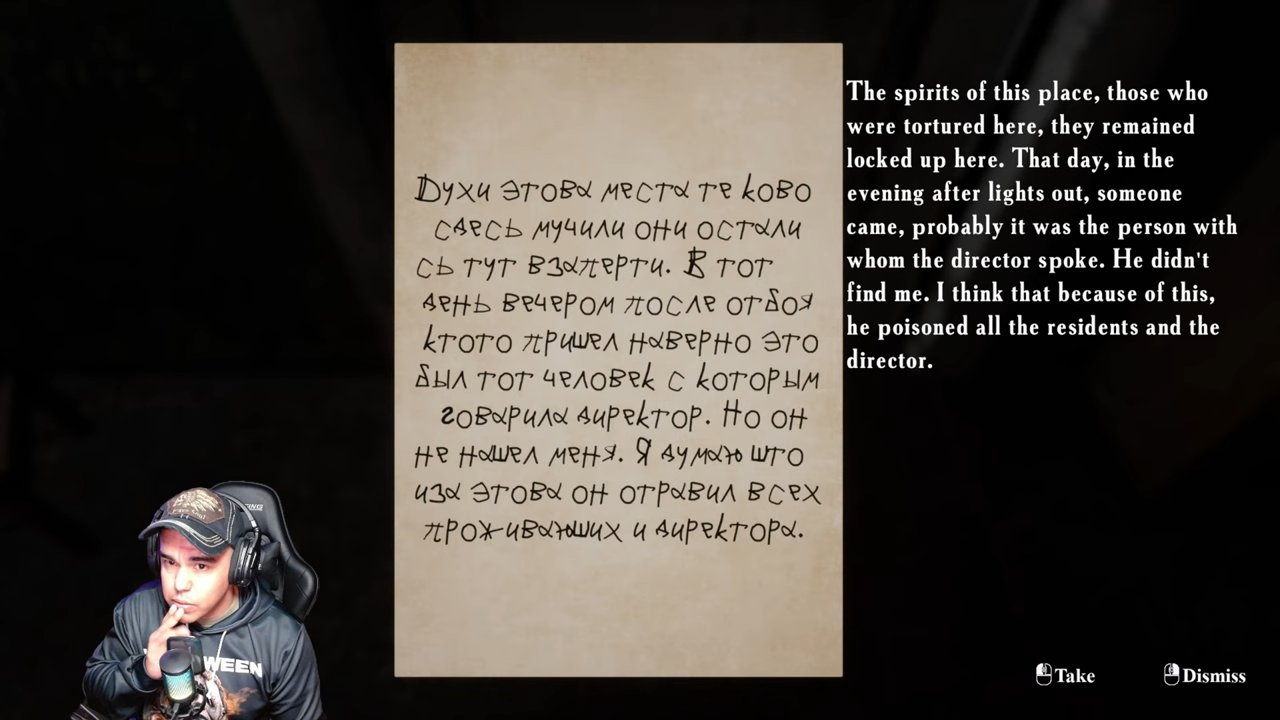 Духи этова места те ково
сдесь мучили они остали
сь тут взаперти. В тот
день вечером после отбоя
ктото пришел наверно это
был тот человек с которым
говарила директор. Но он
не нашел меня. Я думаю што
иза этова он отравил всех
проживаюших и директора.
The spirits of this place, those who
were tortured here, they remained
locked up here. That day, in the
evening after lights out, someone
came, probably it was the person with
whom the director spoke. He didn't
find me. I think that because of this,
he poisoned all the residents and the
director.
WEEN
Take
Dismiss